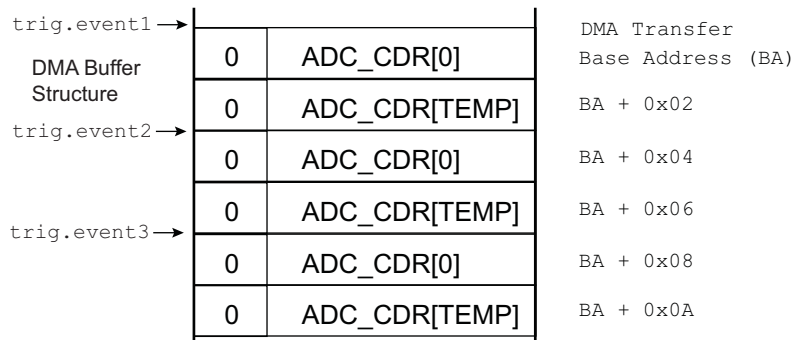 trig.event1
DMA Transfer
0 ADC_CDR[0] Base Address (BA)
DMA Buffer
Structure
0 ADC_CDR[TEMP] BA + 0x02
trig.event2
0 ADC_CDR[0] BA + 0x04
0 ADC_CDR[TEMP] BA + 0x06
trig.event3
0 ADC_CDR[0] BA + 0x08
0 ADC_CDR[TEMP] BA + 0x0A